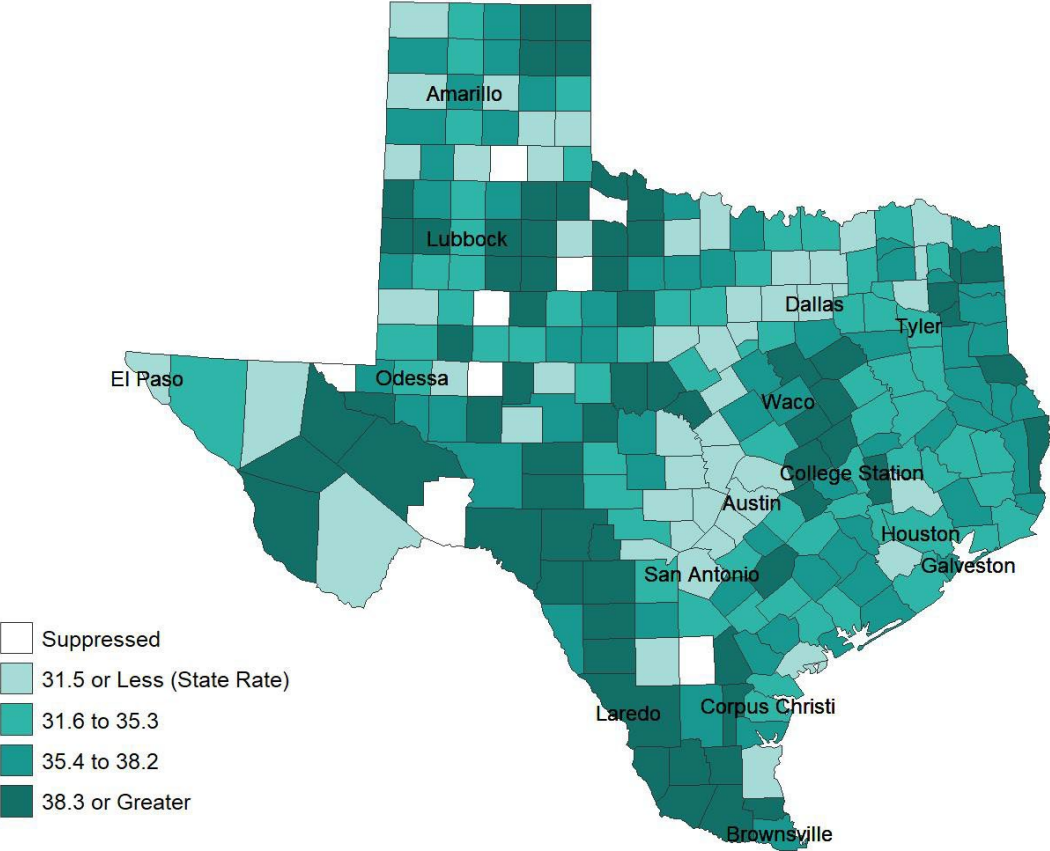 Amarillo
Lubbock
Dallas
Tyler
El Paso
Odessa
Waco
College Station
Austin
Houston
Galveston
San Antonio
Suppressed
31.5 or Less (State Rate)
31.6 to 35.3
35.4 to 38.2
38.3 or Greater
Laredo
Corpus Christi
Brownsville